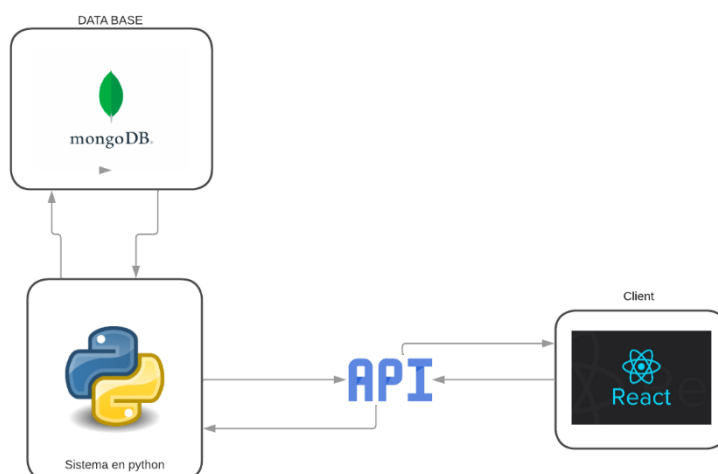 DATA BASE
mongoDB.
Client
API
React
Sistema en python